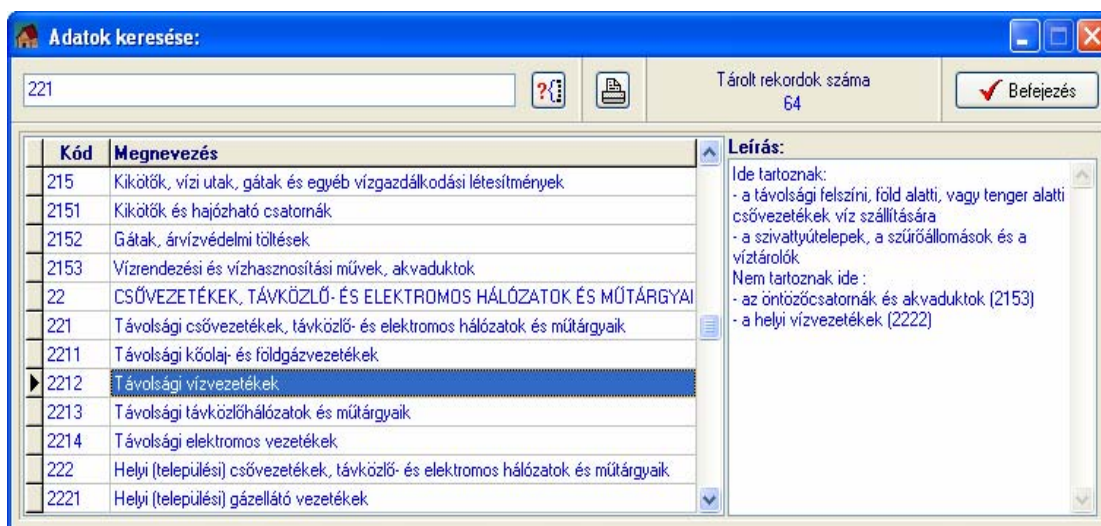 Adatok keresése:
221
?{
Tárolt rekordok száma
64
Befejezés
Kód Megnevezés
215 Kikötők, vízi utak, gátak és egyéb vízgazdálkodási létesítmények
2151 Kikötők és hajózható csatornák
2152 Gátak, árvízvédelmi töltések
2153 Vízrendezési és vízhasznosítási művek, akvaduktok
22 CSŐVEZETÉKEK, TÁVKÖZLŐ- ÉS ELEKTROMOS HÁLÓZATOK ÉS MŰTÁRGYAI
221 Távolsági csővezetékek, távközlő- és elektromos hálózatok és műtárgyaik
2211 Távolsági kőolaj- és földgázvezetékek
2212 Távolsági vízvezetékek
2213 Távolsági távközlőhálózatok és műtárgyaik
2214 Távolsági elektromos vezetékek
222 Helyi (települési) csővezetékek, távközlő- és elektromos hálózatok és műtárgyaik
2221 Helyi (települési) gázellátó vezetékek
Leírás:
Ide tartoznak:
- a távolsági felszíni, föld alatti, vagy tenger alatti
csővezetékek víz szállítására
- a szivattyútelepek, a szűrőállomások és a
víztárolók
Nem tartoznak ide :
- az öntözőcsatornák és akvaduktok (2153)
- a helyi vízvezetékek (2222)